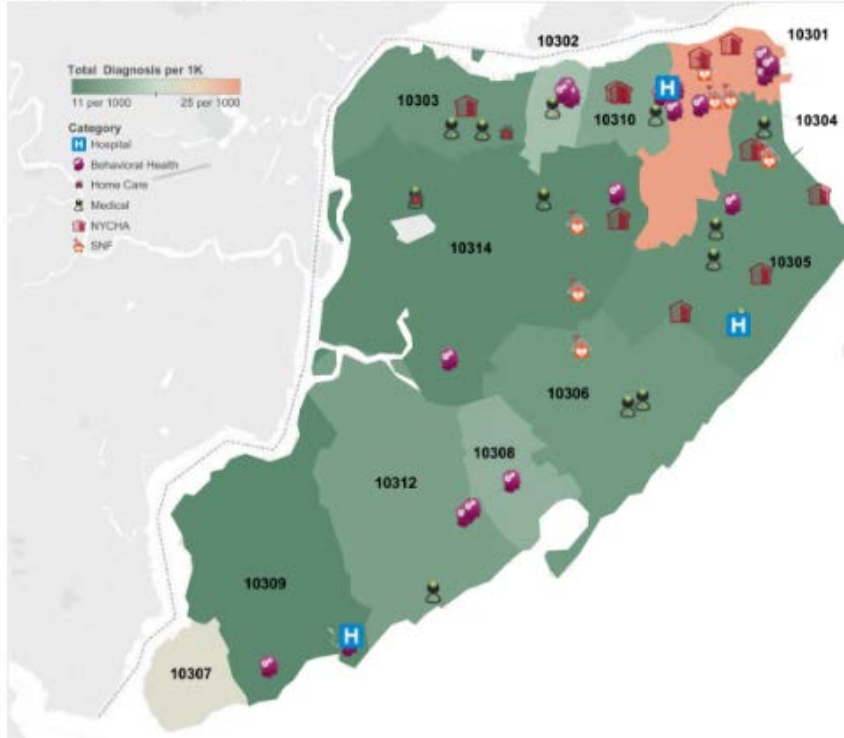 Total Diagnosis per 1K
11 per 1000 25 per 1000
Category
H Hospital
Behavioral Health
Home Care
Medical
NYCHA
SNF
10302
10301
10303
10310
10304
10314
10305
H
H
10306
10308
10312
10309
H
10307